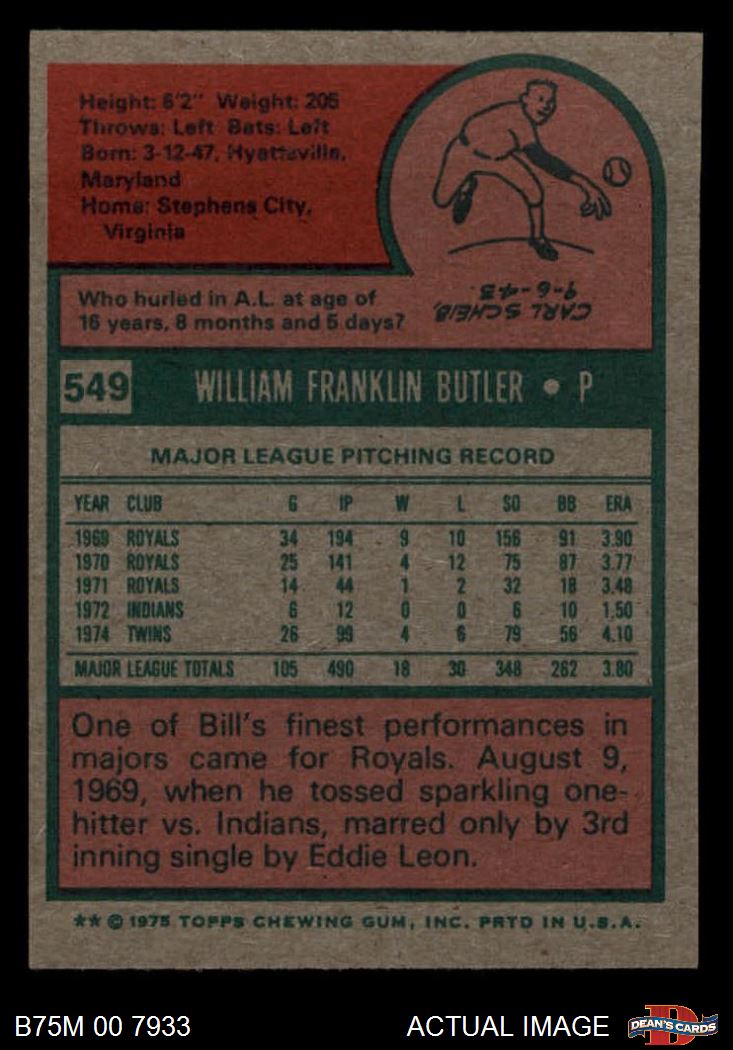 Height: 6'2" Weight: 205
Throws: Left Bats: Left
Born: 3-12-47, Hyattsville,
Maryland
Home: Stephens City,
Virginia
Who hurled in A.L. at age of
16 years, 8 months and 5 days?
CARL SCHEIB,
9-6-43
549 WILLIAM FRANKLIN BUTLER • P
MAJOR LEAGUE PITCHING RECORD
YEAR CLUB G IP W L SO BB ERA
1969 ROYALS 34 194 9 10 156 91 3.90
1970 ROYALS 25 141 4 12 75 87 3.77
1971 ROYALS 14 44 1 2 32 18 3.48
1972 INDIANS 6 12 0 0 6 10 1.50
1974 TWINS 26 99 4 6 79 56 4.10
MAJOR LEAGUE TOTALS 105 490 18 30 348 262 3.80
One of Bill's finest performances in
majors came for Royals. August 9,
1969, when he tossed sparkling one-
hitter vs. Indians, marred only by 3rd
inning single by Eddie Leon.
** © 1975 TOPPS CHEWING GUM, INC. PRTD IN U.S.A.
B75M 00 7933 ACTUAL IMAGE DEAN'S CARDS